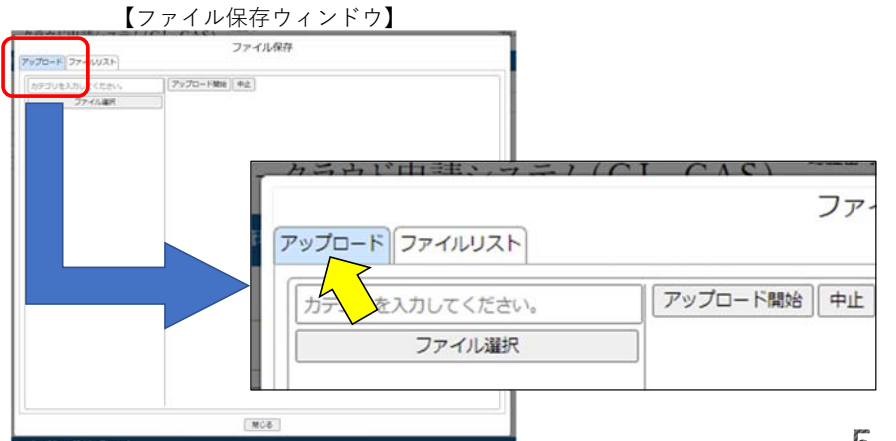 【ファイル保存ウィンドウ】
ファイル保存
アップロード ファイルリスト
カテゴリを入力してください。 アップロード開始 中止
ファイル選択
クラウド申請システム(GI-CAS)
ファイ
アップロード ファイルリスト
カテ を入力してください。 アップロード開始 中止
ファイル選択
閉じる
5